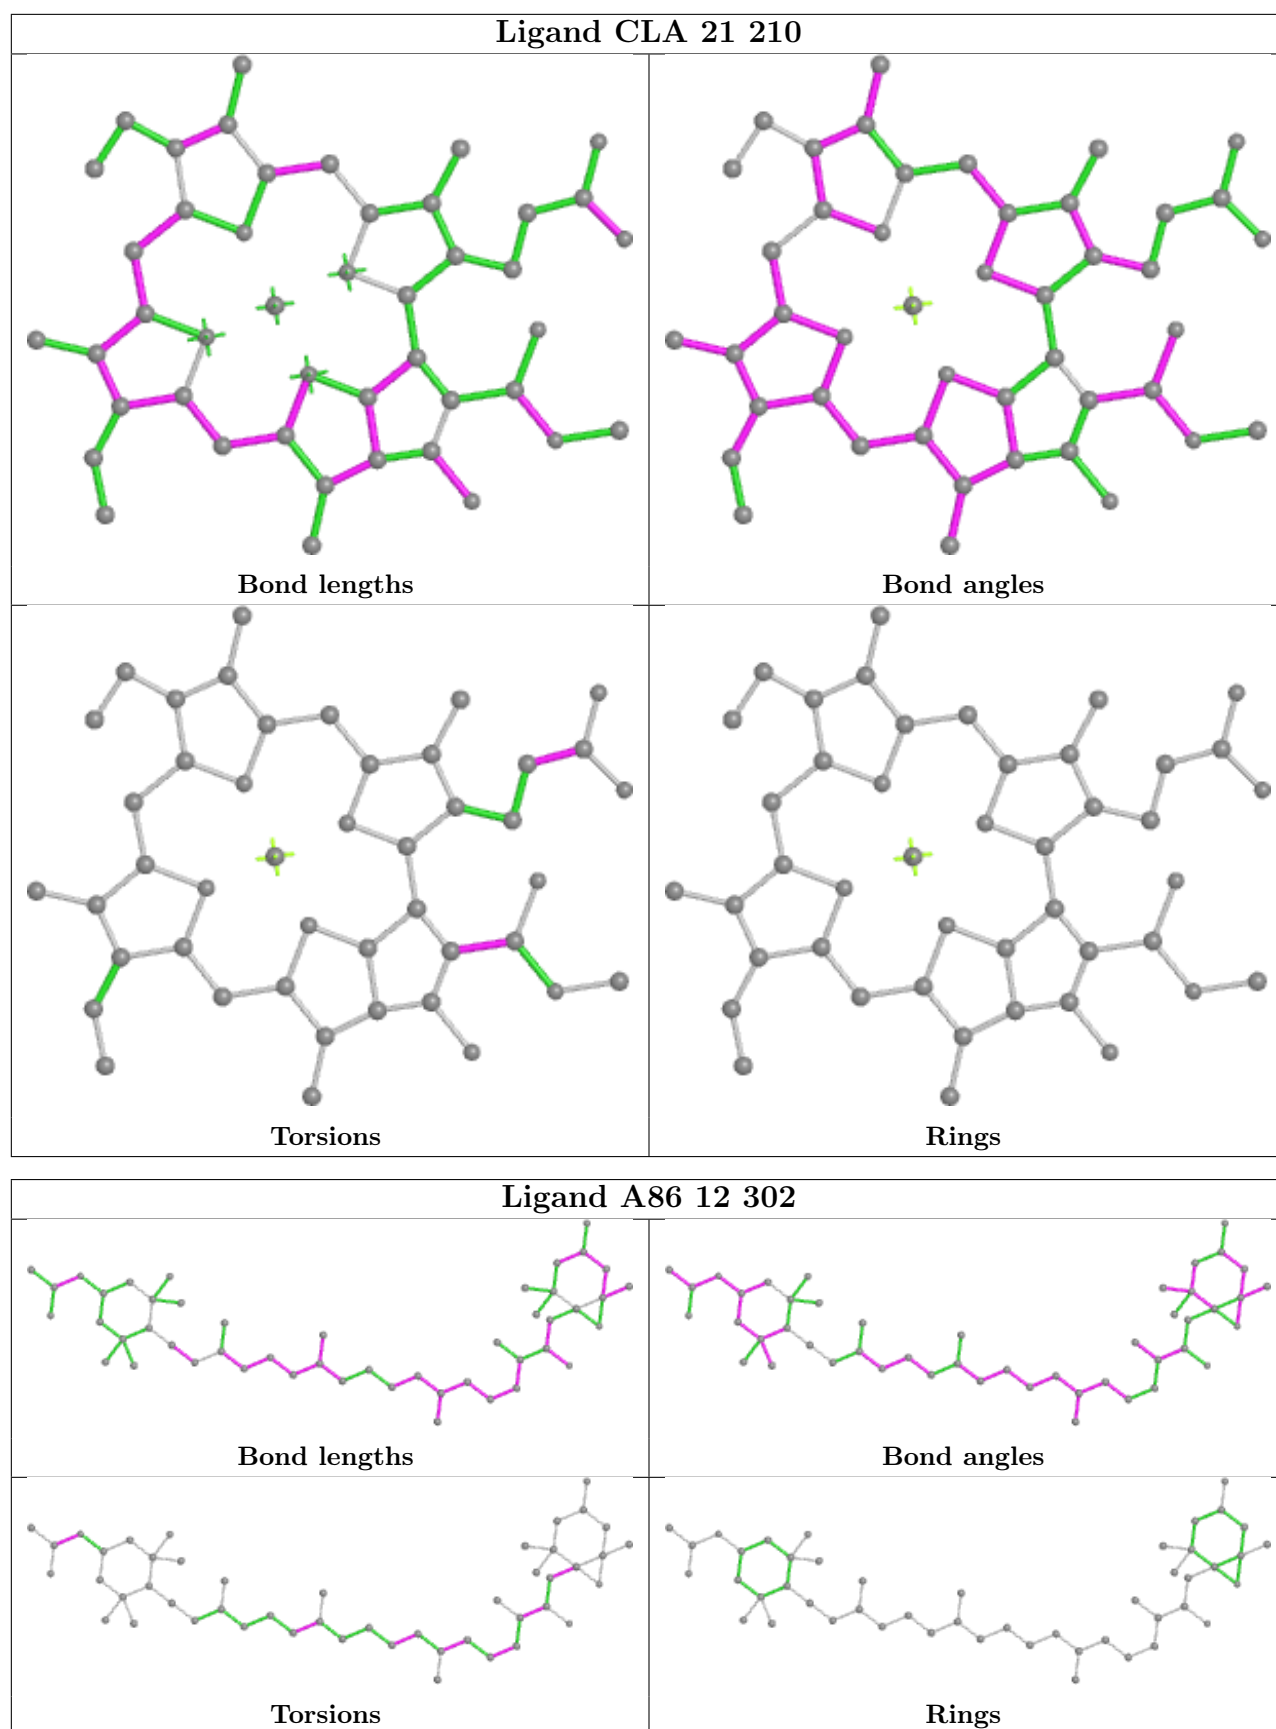 Ligand CLA 21 210
Bond lengths
Bond angles
Torsions
Rings
Ligand A86 12 302
Bond lengths
Bond angles
Torsions
Rings